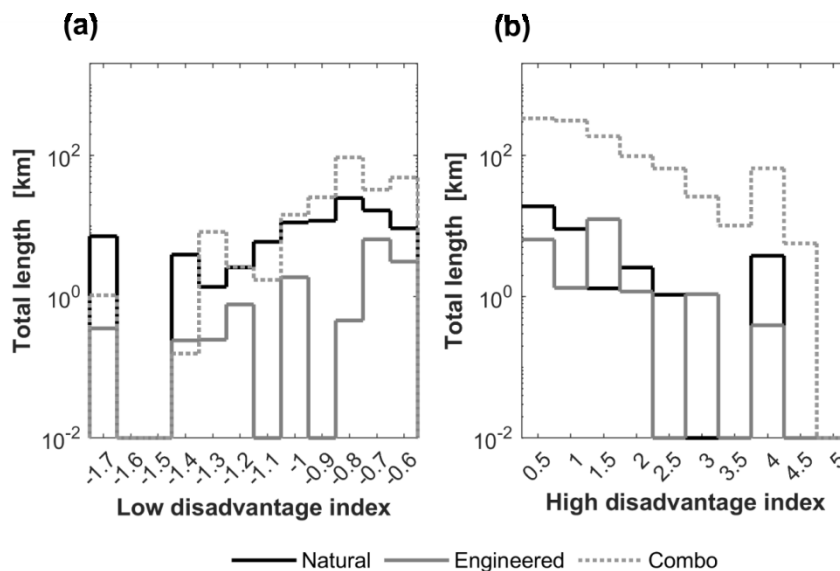 (a)
(b)
Total length [km]
10^2
10^0
10^-2
-1.7 -1.6 -1.5 -1.4 -1.3 -1.2 -1.1 -1 -0.9 -0.8 -0.7 -0.6
Low disadvantage index
Total length [km]
10^2
10^0
10^-2
0.5 1 1.5 2 2.5 3 3.5 4 4.5 5
High disadvantage index
Natural Engineered Combo